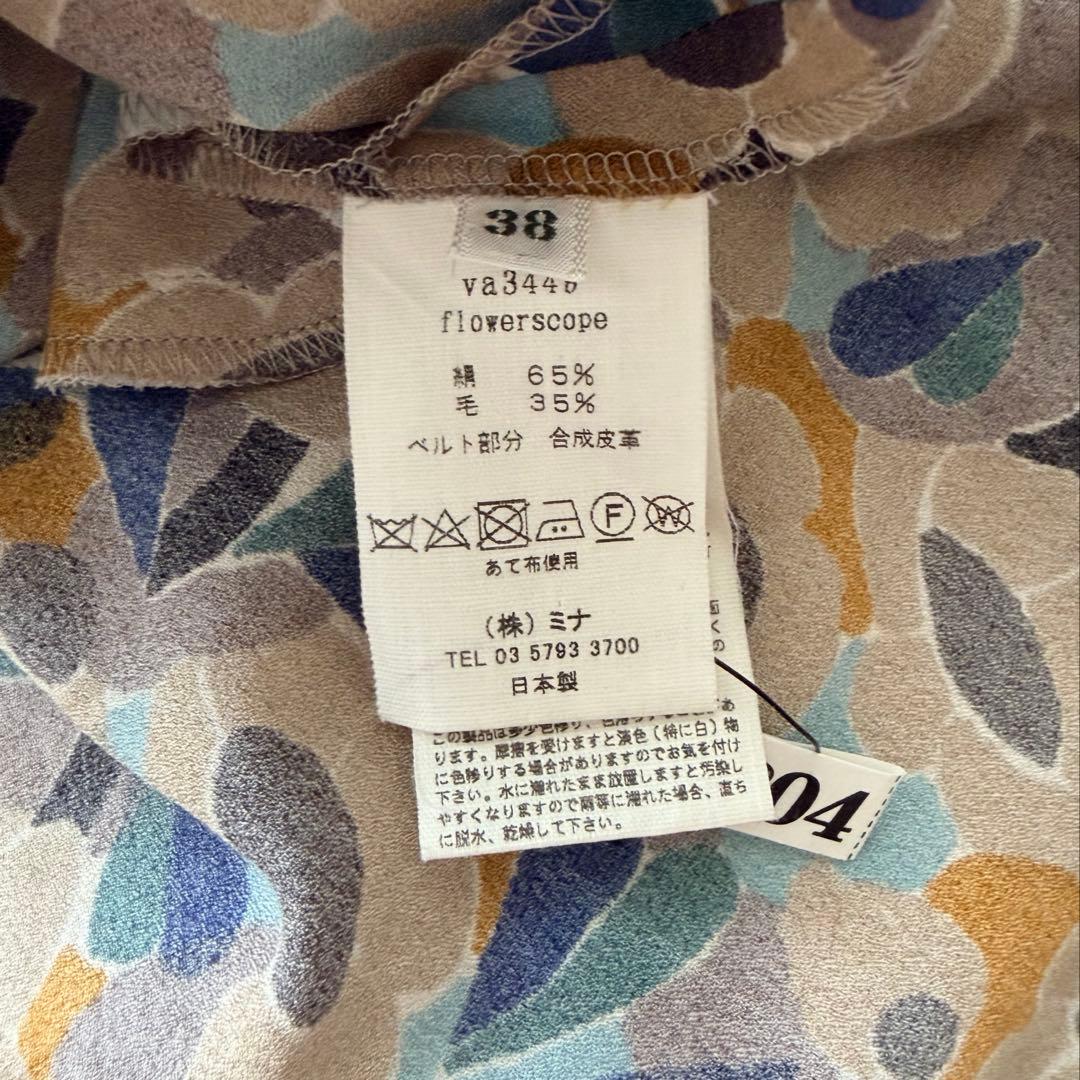 38
flowerscope
絹 65%
毛 35%
ベルト部分 合成皮革
F
W
あて布使用
(株)ミナ
TEL 03 5793 3700
日本製
ります。摩擦を受けますと淡色(特に白)物
に色移りする場合がありますのでお気を付け
下さい。水に濡れたまま放置しますと汚染し
やすくなりますので雨等に濡れた場合、直ち
に脱水、乾燥して下さい。
04